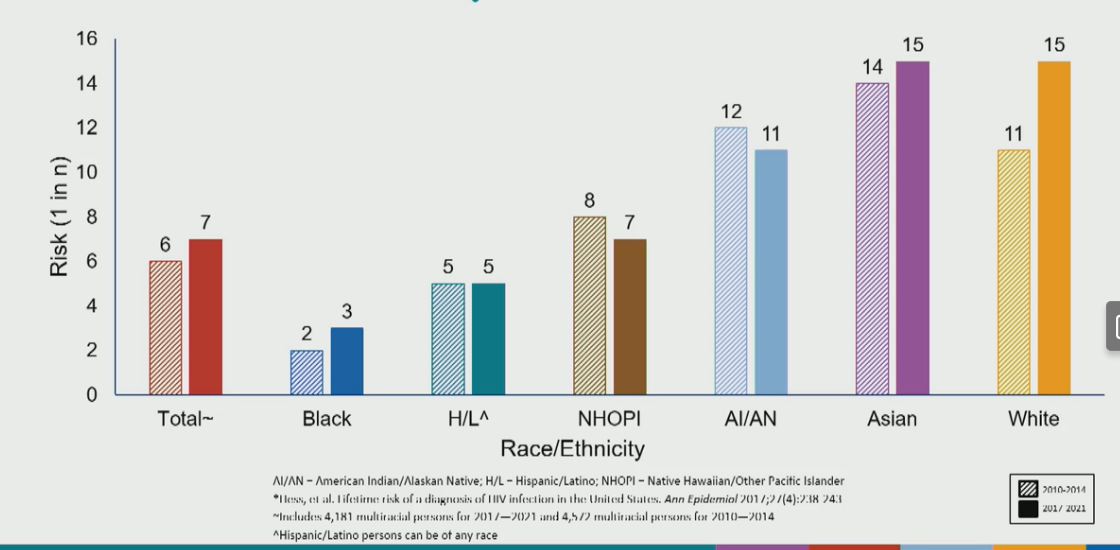 16
14
12
10
8
6
4
2
0
Risk (1 in n)
6 7
2 3
5 5
8 7
12 11
14 15
11 15
Total~ Black H/L^ NHOPI AI/AN Asian White
Race/Ethnicity
AI/AN – American Indian/Alaskan Native; H/L – Hispanic/Latino; NHOPI – Native Hawaiian/Other Pacific Islander
*Hess, et al. Lifetime risk of a diagnosis of HIV infection in the United States. Ann Epidemiol 2017;27(4):238-243
~Includes 4,181 multiracial persons for 2017—2021 and 4,572 multiracial persons for 2010—2014
^Hispanic/Latino persons can be of any race
2010-2014
2017-2021